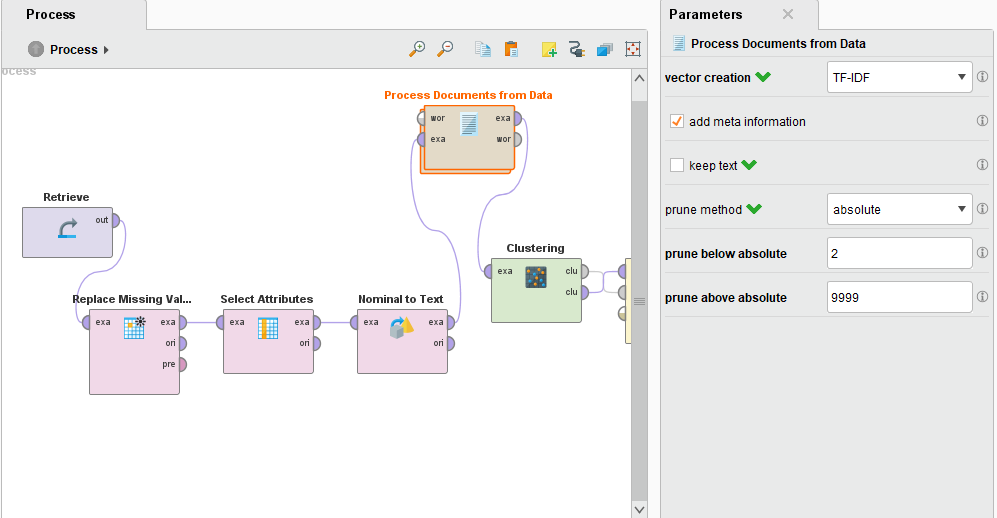 Process
Process
ocess
Process Documents from Data
wor
exa
exa
wor
Retrieve
out
Clustering
exa
clu
clu
Replace Missing Val...
exa
exa
ori
pre
Select Attributes
exa
exa
ori
Nominal to Text
exa
exa
ori
Parameters
Process Documents from Data
vector creation
TF-IDF
add meta information
keep text
prune method
absolute
prune below absolute
2
prune above absolute
9999